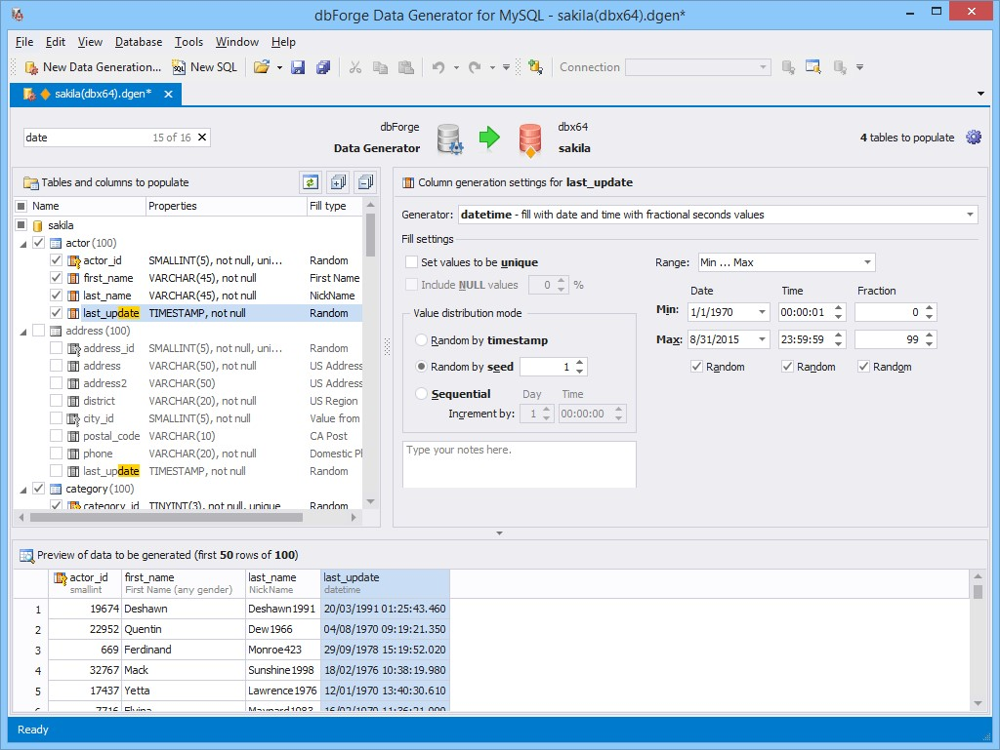 dbForge Data Generator for MySQL - sakila(dbx64).dgen*
File Edit View Database Tools Window Help
New Data Generation... New SQL Connection
sakila(dbx64).dgen*
date 15 of 16
dbForge
Data Generator
dbx64
sakila
4 tables to populate
Tables and columns to populate
Name Properties Fill type
sakila
actor (100)
actor_id SMALLINT(5), not null, uni... Random
first_name VARCHAR(45), not null First Name
last_name VARCHAR(45), not null NickName
last_update TIMESTAMP, not null Random
address (100)
address_id SMALLINT(5), not null, uni... Random
address VARCHAR(50), not null US Address
address2 VARCHAR(50) US Address
district VARCHAR(20), not null US Region
city_id SMALLINT(5), not null Value from
postal_code VARCHAR(10) CA Post
phone VARCHAR(20), not null Domestic Ph
last_update TIMESTAMP, not null Random
category (100)
category_id TINYINT(3), not null, unique Random
Column generation settings for last_update
Generator: datetime - fill with date and time with fractional seconds values
Fill settings
Set values to be unique
Include NULL values 0 %
Value distribution mode
Random by timestamp
Random by seed 1
Sequential Day Time
Increment by: 1 00:00:00
Type your notes here.
Range: Min ... Max
Date Time Fraction
Min: 1/1/1970 00:00:01 0
Max: 8/31/2015 23:59:59 99
Random Random Random
Preview of data to be generated (first 50 rows of 100)
actor_id first_name last_name last_update
smallint First Name (any gender) NickName datetime
1 19674 Deshawn Deshawn1991 20/03/1991 01:25:43.460
2 22952 Quentin Dew1966 04/08/1970 09:19:21.350
3 669 Ferdinand Monroe423 29/09/1978 15:19:52.020
4 32767 Mack Sunshine1998 18/02/1976 10:38:19.980
5 17437 Yetta Lawrence1976 12/01/1970 13:40:30.610
Ready